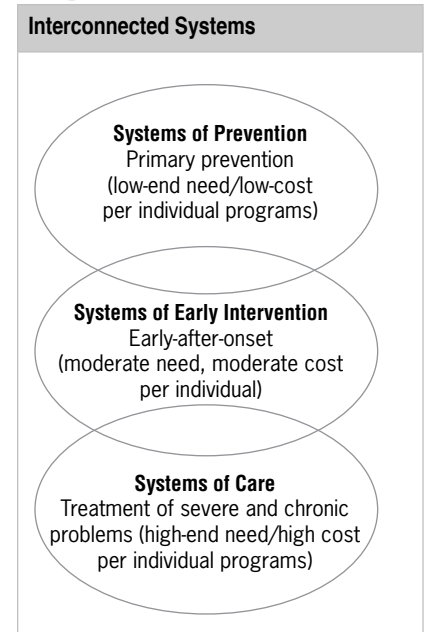 Interconnected Systems
Systems of Prevention
Primary prevention
(low-end need/low-cost
per individual programs)
Systems of Early Intervention
Early-after-onset
(moderate need, moderate cost
per individual)
Systems of Care
Treatment of severe and chronic
problems (high-end need/high cost
per individual programs)